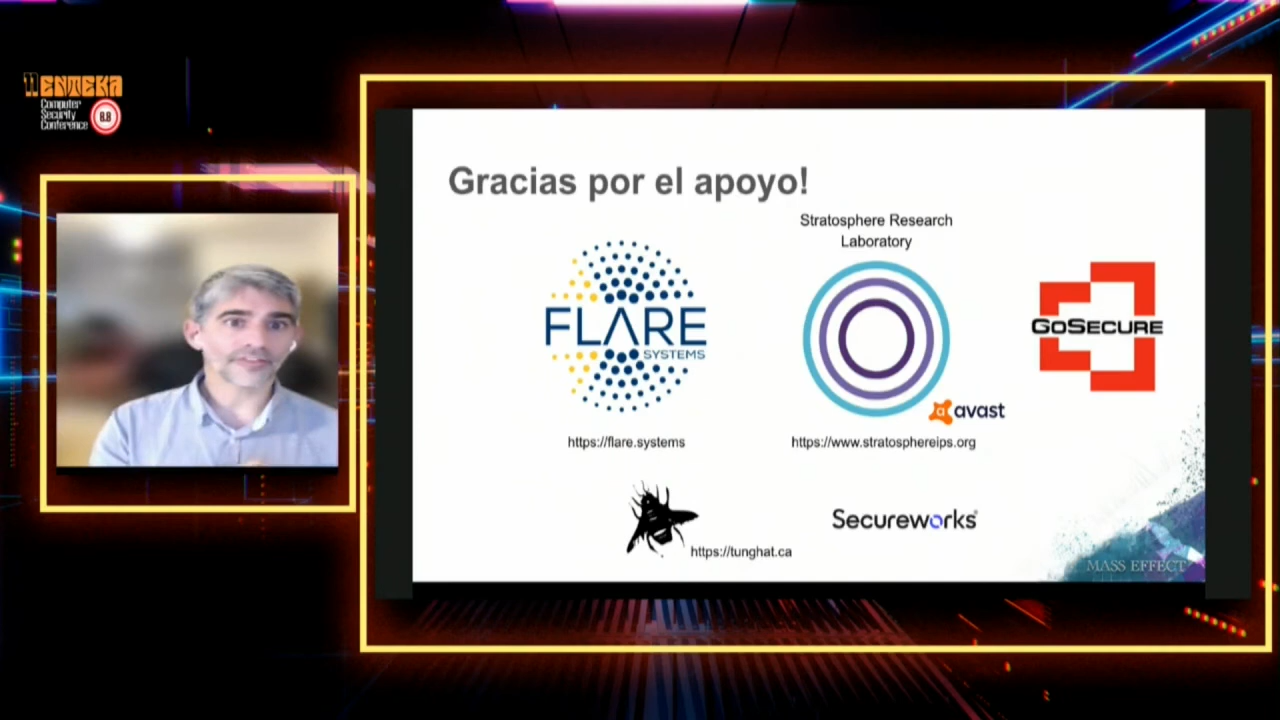 11ENTEKA
Computer
Security
Conference
8.8
Gracias por el apoyo!
Stratosphere Research
Laboratory
FLARE
SYSTEMS
GOSECURE
a avast
https://flare.systems
https://www.stratosphereips.org
Secureworks
https://tunghat.ca
MASS EFFECT